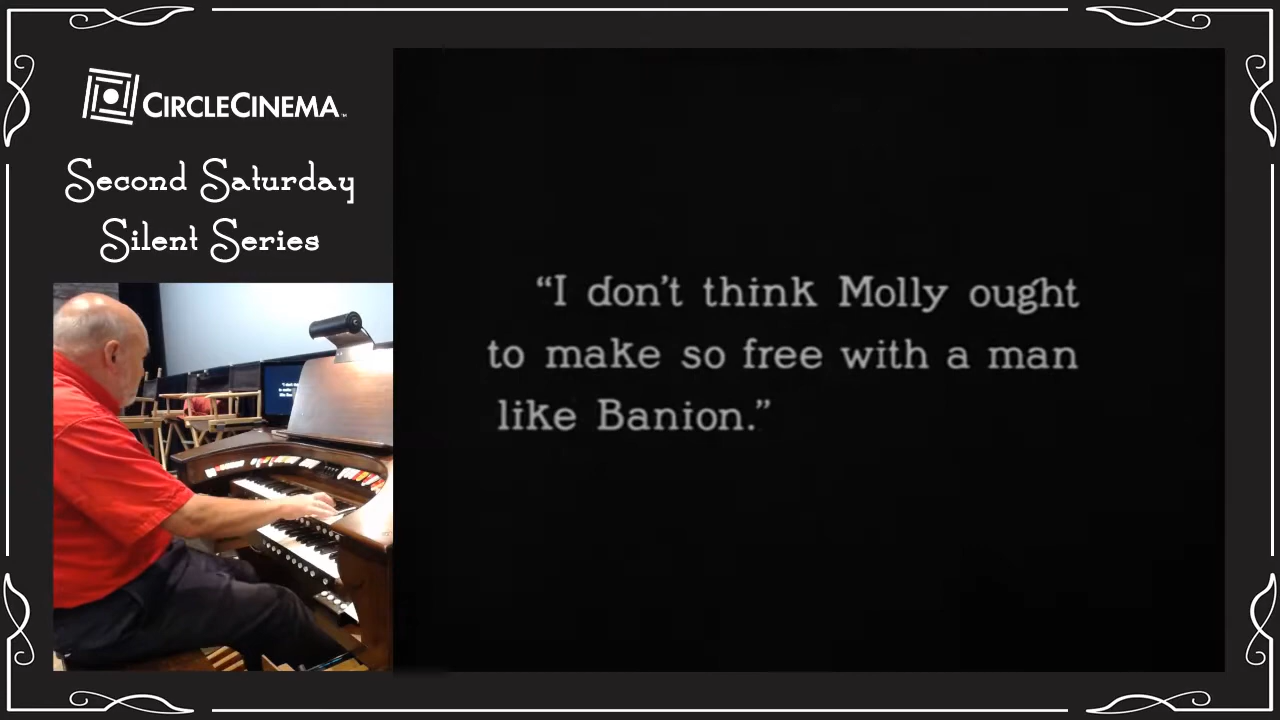 CIRCLECINEMA
Second Saturday
Silent Series
“I don’t think Molly ought
to make so free with a man
like Banion.”